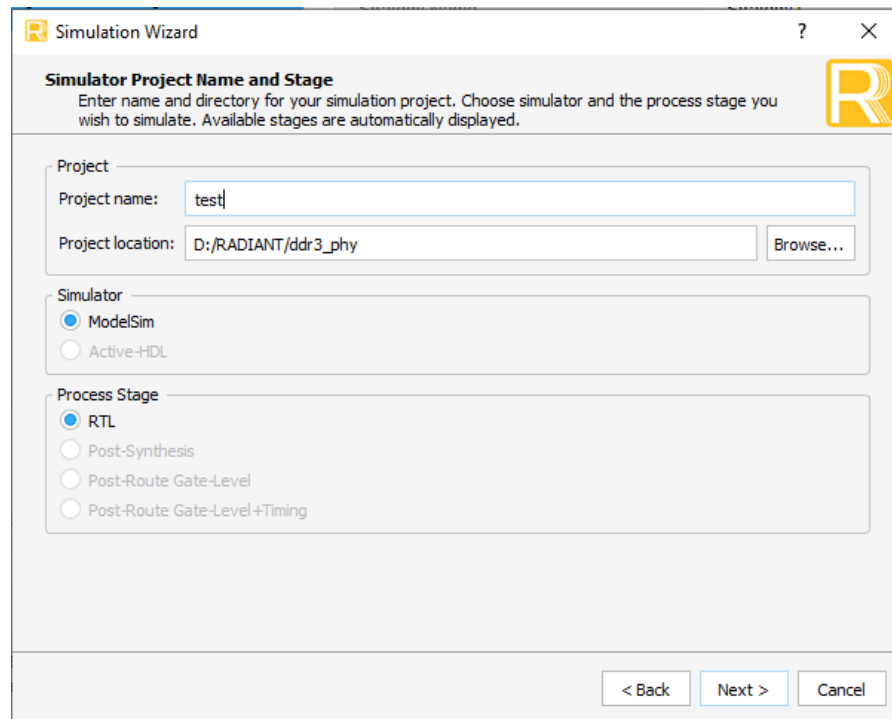 Simulation Wizard
Simulator Project Name and Stage
Enter name and directory for your simulation project. Choose simulator and the process stage you
wish to simulate. Available stages are automatically displayed.
Project
Project name: test
Project location: D:/RADIANT/ddr3_phy Browse...
Simulator
ModelSim
Active-HDL
Process Stage
RTL
Post-Synthesis
Post-Route Gate-Level
Post-Route Gate-Level+Timing
< Back Next > Cancel